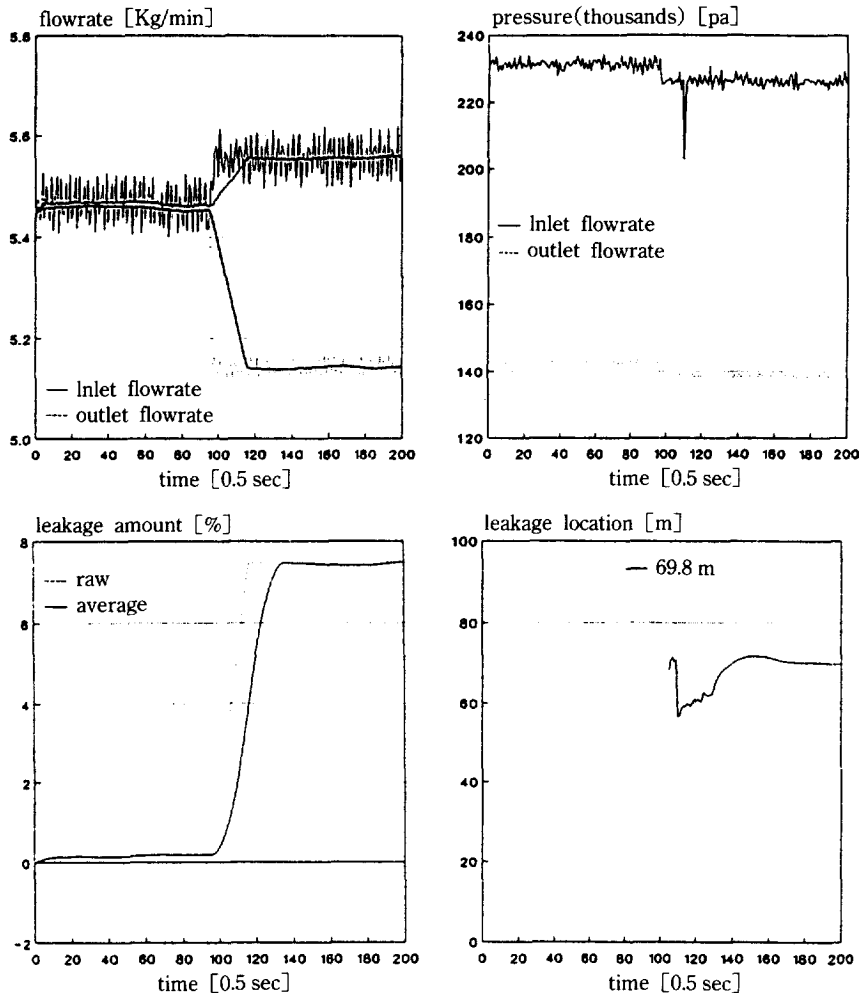 flowrate [Kg/min]
5.8
5.6
5.4
5.2
5.0
Inlet flowrate
outlet flowrate
0 20 40 60 80 100 120 140 160 180 200
time [0.5 sec]
pressure(thousands) [pa]
240
220
200
180
160
140
120
Inlet flowrate
outlet flowrate
0 20 40 60 80 100 120 140 160 180 200
time [0.5 sec]
leakage amount [%]
8
6
4
2
0
-2
raw
average
0 20 40 60 80 100 120 140 160 180 200
time [0.5 sec]
leakage location [m]
100
80
60
40
20
0
69.8 m
0 20 40 60 80 100 120 140 160 180 200
time [0.5 sec]